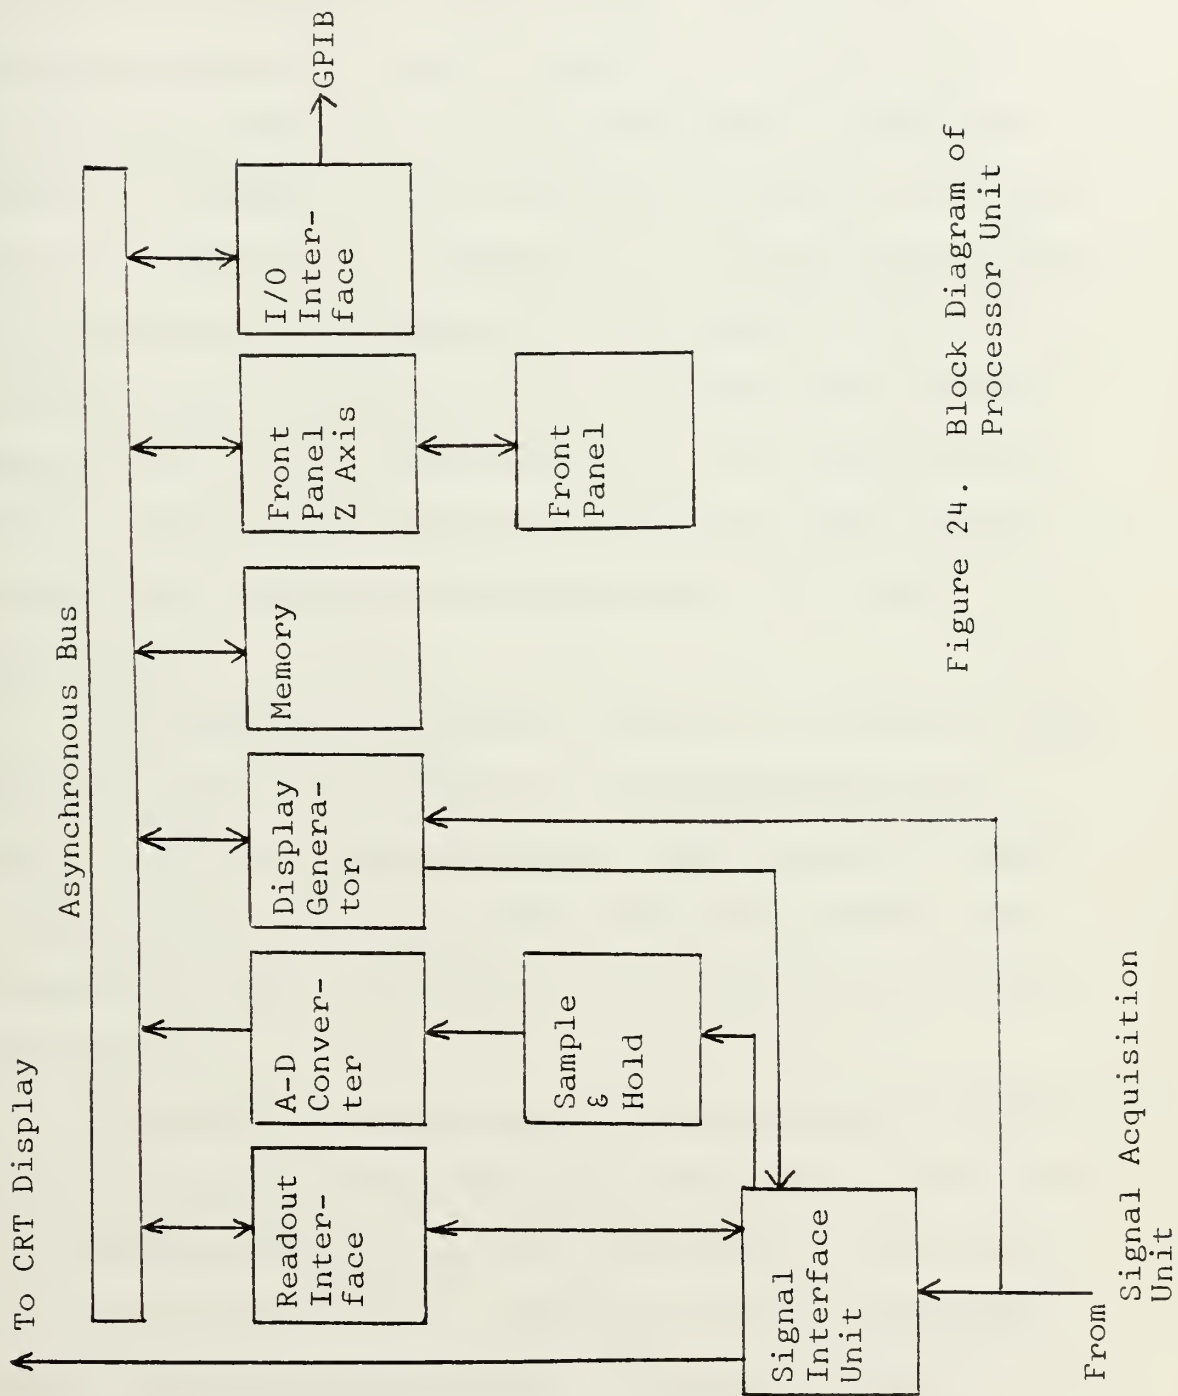 To CRT Display
Asynchronous Bus
Readout
Inter-
face
A-D
Conver-
ter
Display
Genera-
tor
Memory
Front
Panel
Z Axis
I/O
Inter-
face
GPIB
Sample
&
Hold
Front
Panel
Signal
Interface
Unit
From
Signal Acquisition
Unit
Figure 24. Block Diagram of
Processor Unit